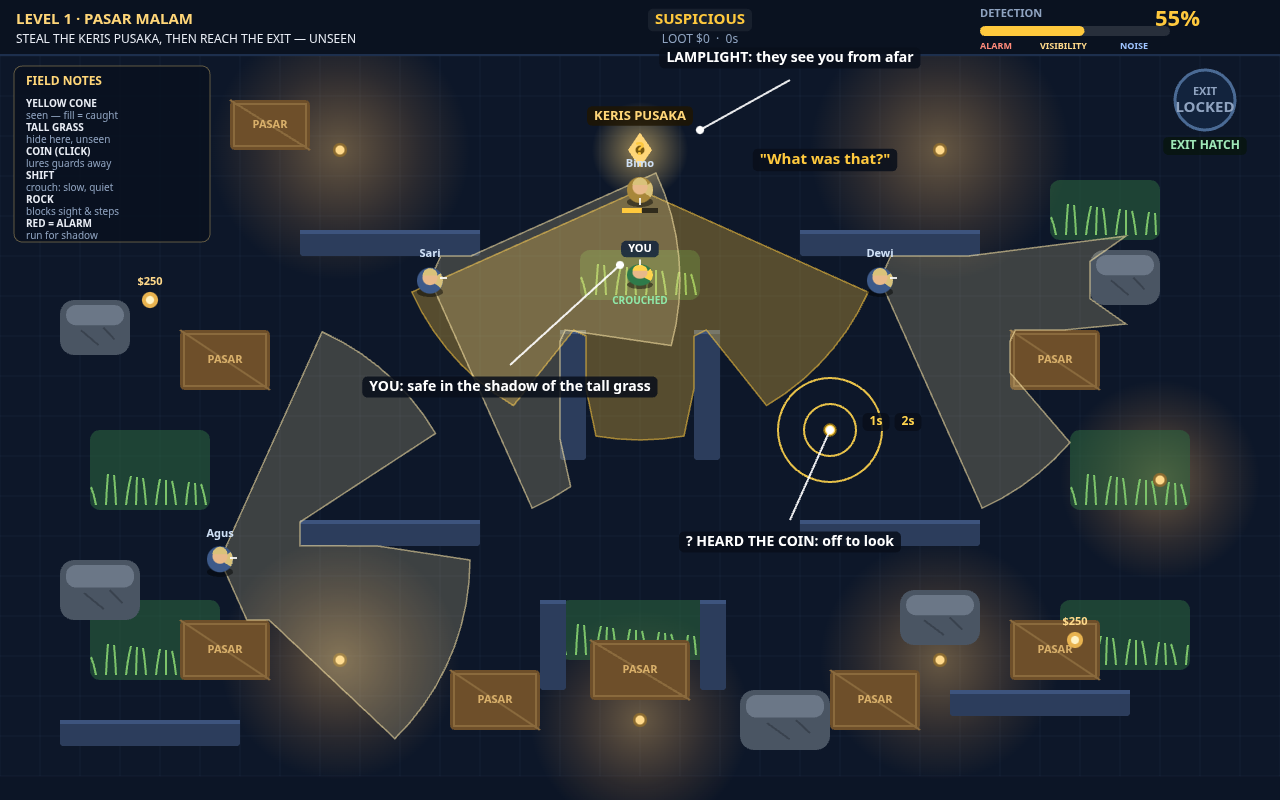 LEVEL 1 · PASAR MALAM
STEAL THE KERIS PUSAKA, THEN REACH THE EXIT — UNSEEN
SUSPICIOUS
LOOT $0 · 0s
DETECTION
55%
ALARM
VISIBILITY
NOISE
LAMPLIGHT: they see you from afar
FIELD NOTES
YELLOW CONE
seen — fill = caught
TALL GRASS
hide here, unseen
COIN (CLICK)
lures guards away
SHIFT
crouch: slow, quiet
ROCK
blocks sight & steps
RED = ALARM
run for shadow
PASAR
KERIS PUSAKA
EXIT
LOCKED
EXIT HATCH
"What was that?"
Bimo
Sari
YOU
Dewi
CROUCHED
$250
PASAR
PASAR
YOU: safe in the shadow of the tall grass
1s
2s
Agus
? HEARD THE COIN: off to look
$250
PASAR
PASAR
PASAR
PASAR
PASAR